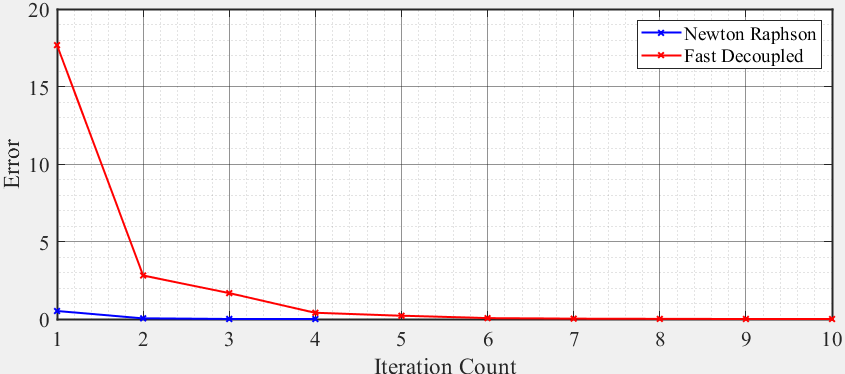 20
15
10
5
0
Error
Newton Raphson
Fast Decoupled
1 2 3 4 5 6 7 8 9 10
Iteration Count